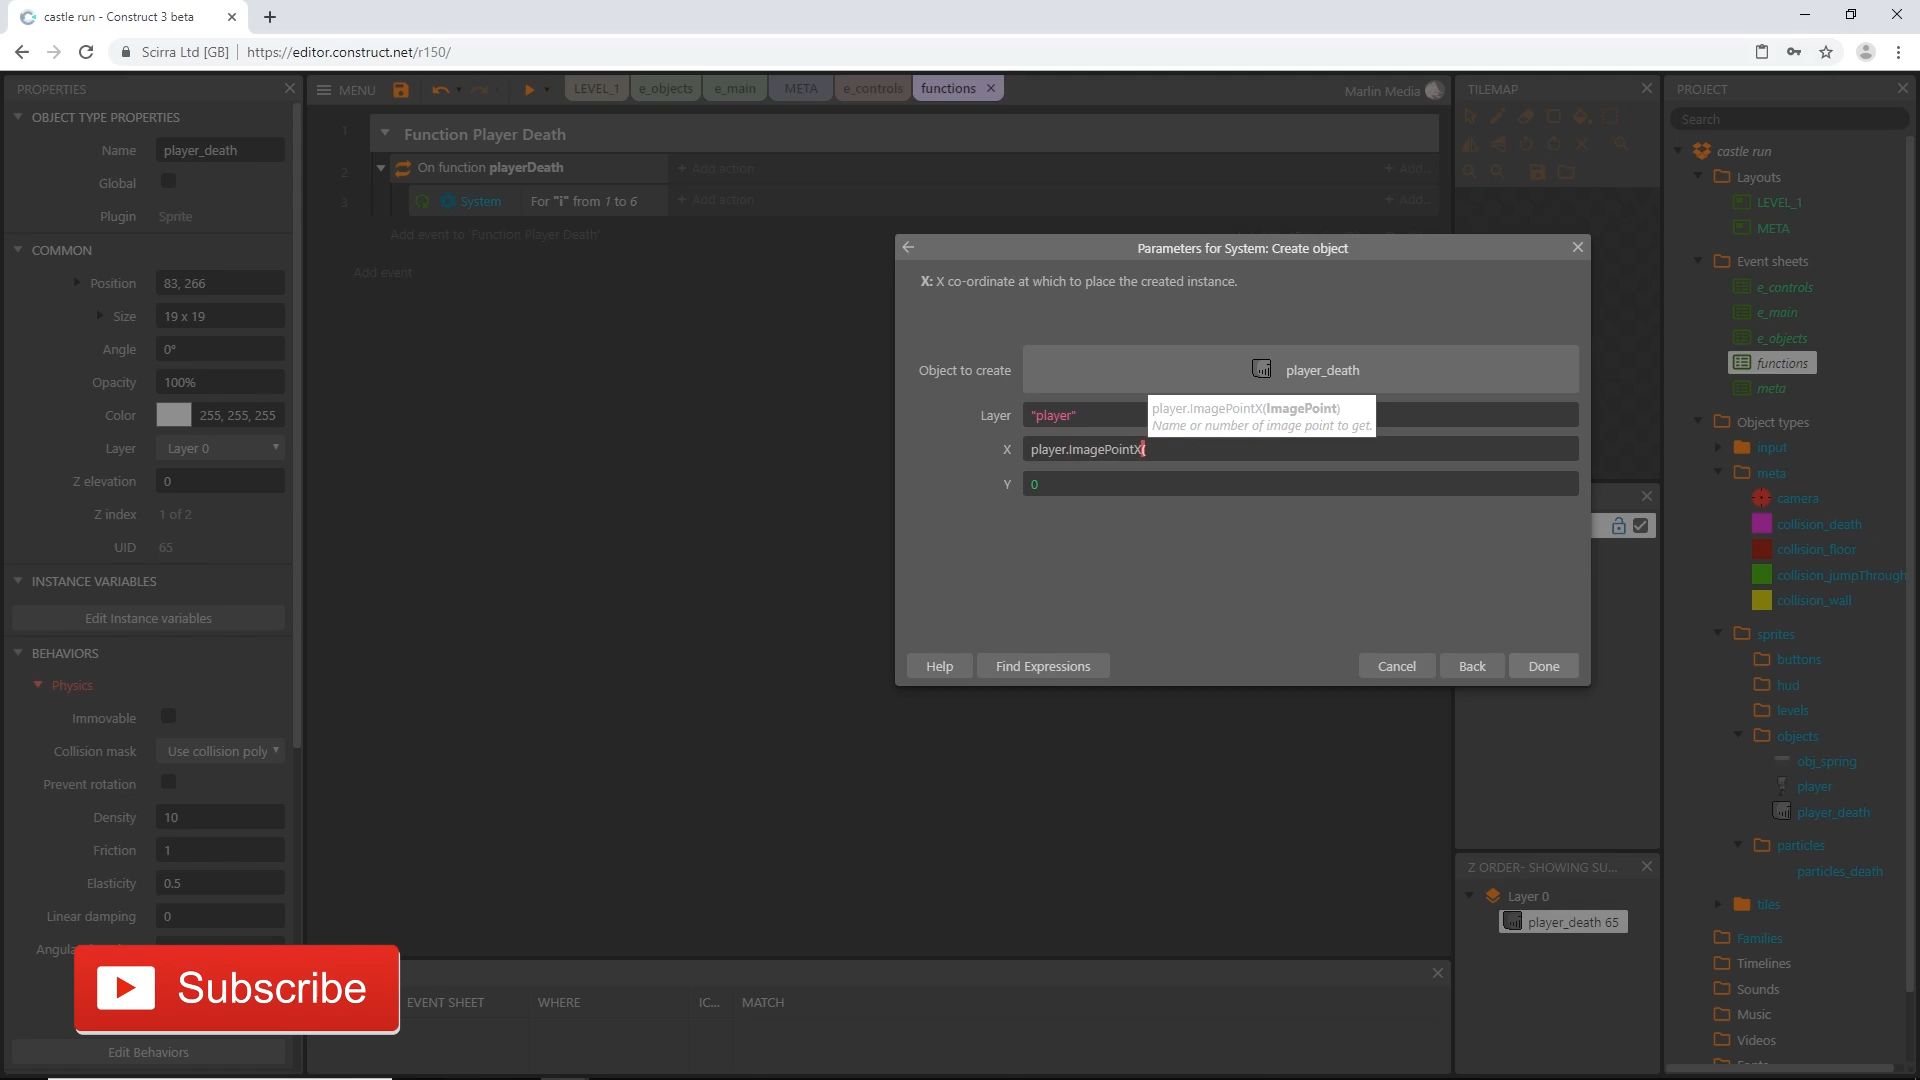 castle run - Construct 3 beta
Scirra Ltd [GB] | https://editor.construct.net/r150/
PROPERTIES
OBJECT TYPE PROPERTIES
Name player_death
Global
Plugin Sprite
COMMON
Position 83, 266
Size 19 x 19
Angle 0°
Opacity 100%
Color 255, 255, 255
Layer Layer 0
Z elevation 0
Z index 1 of 2
UID 65
INSTANCE VARIABLES
Edit Instance variables
BEHAVIORS
Physics
Immovable
Collision mask Use collision poly
Prevent rotation
Density 10
Friction 1
Elasticity 0.5
Linear damping 0
Edit Behaviors
Subscribe
MENU
LEVEL_1 e_objects e_main META e_controls functions
Marlin Media
1 Function Player Death
2 On function playerDeath + Add action + Add...
3 System For "i" from 1 to 6 + Add action + Add...
Add event to 'Function Player Death'
Add event
Parameters for System: Create object
X: X co-ordinate at which to place the created instance.
Object to create player_death
Layer "player"
player.ImagePointX(ImagePoint)
Name or number of image point to get.
X player.ImagePointX(
Y 0
Help Find Expressions Cancel Back Done
EVENT SHEET WHERE IC... MATCH
TILEMAP
Z ORDER- SHOWING SU...
Layer 0
player_death 65
PROJECT
Search
castle run
Layouts
LEVEL_1
META
Event sheets
e_controls
e_main
e_objects
functions
meta
Object types
input
meta
camera
collision_death
collision_floor
collision_jumpThrough
collision_wall
sprites
buttons
hud
levels
objects
obj_spring
player
player_death
particles
particles_death
tiles
Families
Timelines
Sounds
Music
Videos